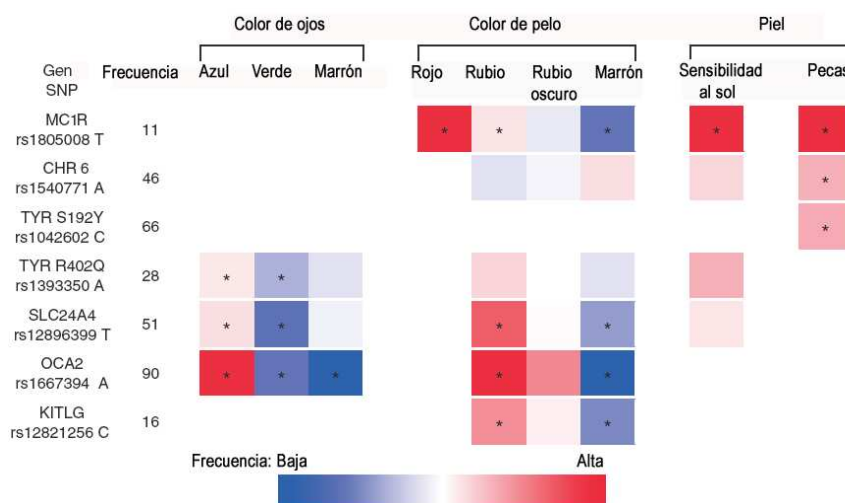 Color de ojos Color de pelo Piel
Gen Frecuencia Azul Verde Marrón Rojo Rubio Rubio Marrón Sensibilidad Pecas
SNP oscuro al sol
MC1R
rs1805008 T 11 * * * * *
CHR 6
rs1540771 A 46 *
TYR S192Y
rs1042602 C 66 *
TYR R402Q
rs1393350 A 28 * *
SLC24A4
rs12896399 T 51 * * * *
OCA2
rs1667394 A 90 * * * * *
KITLG
rs12821256 C 16 * *
Frecuencia: Baja Alta